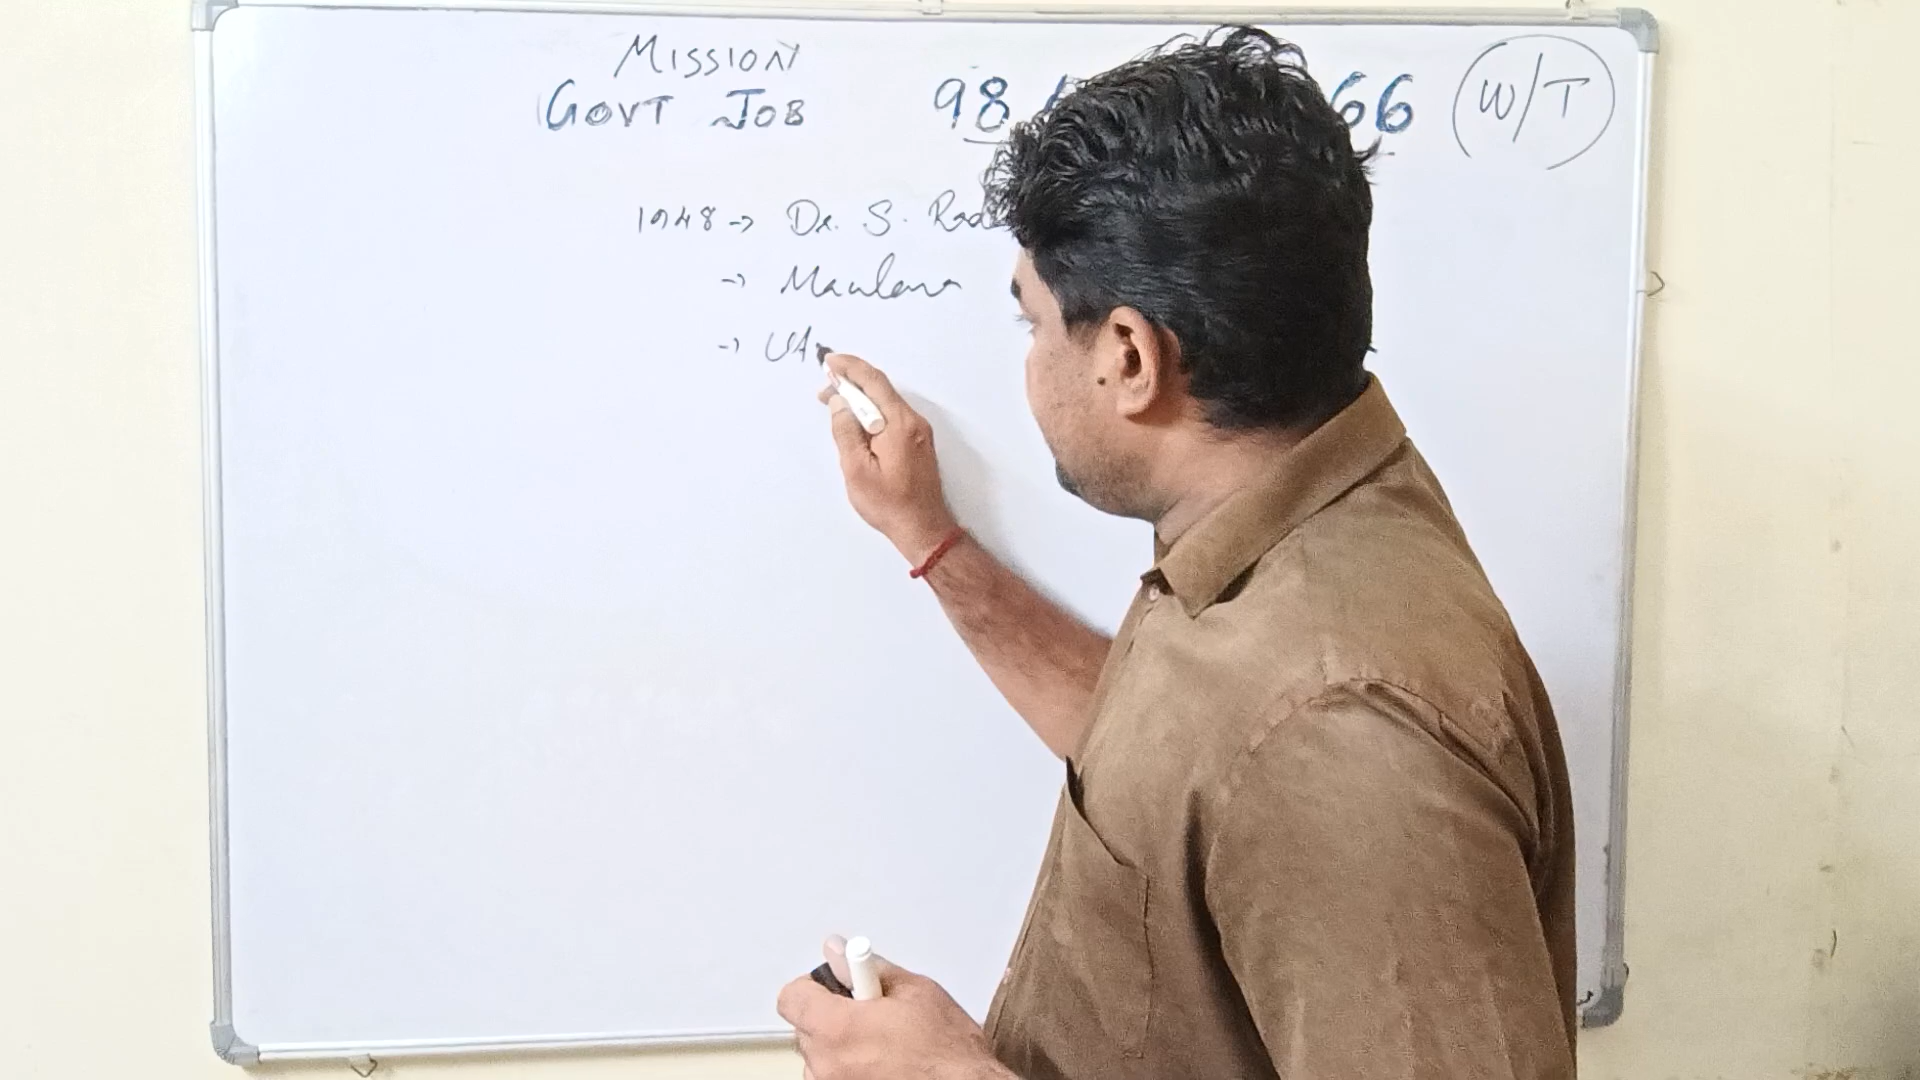 MISSION
GOVT JOB 98 66 W/T
1948 → Dr. S. Rad
→ Maulana
→ UA